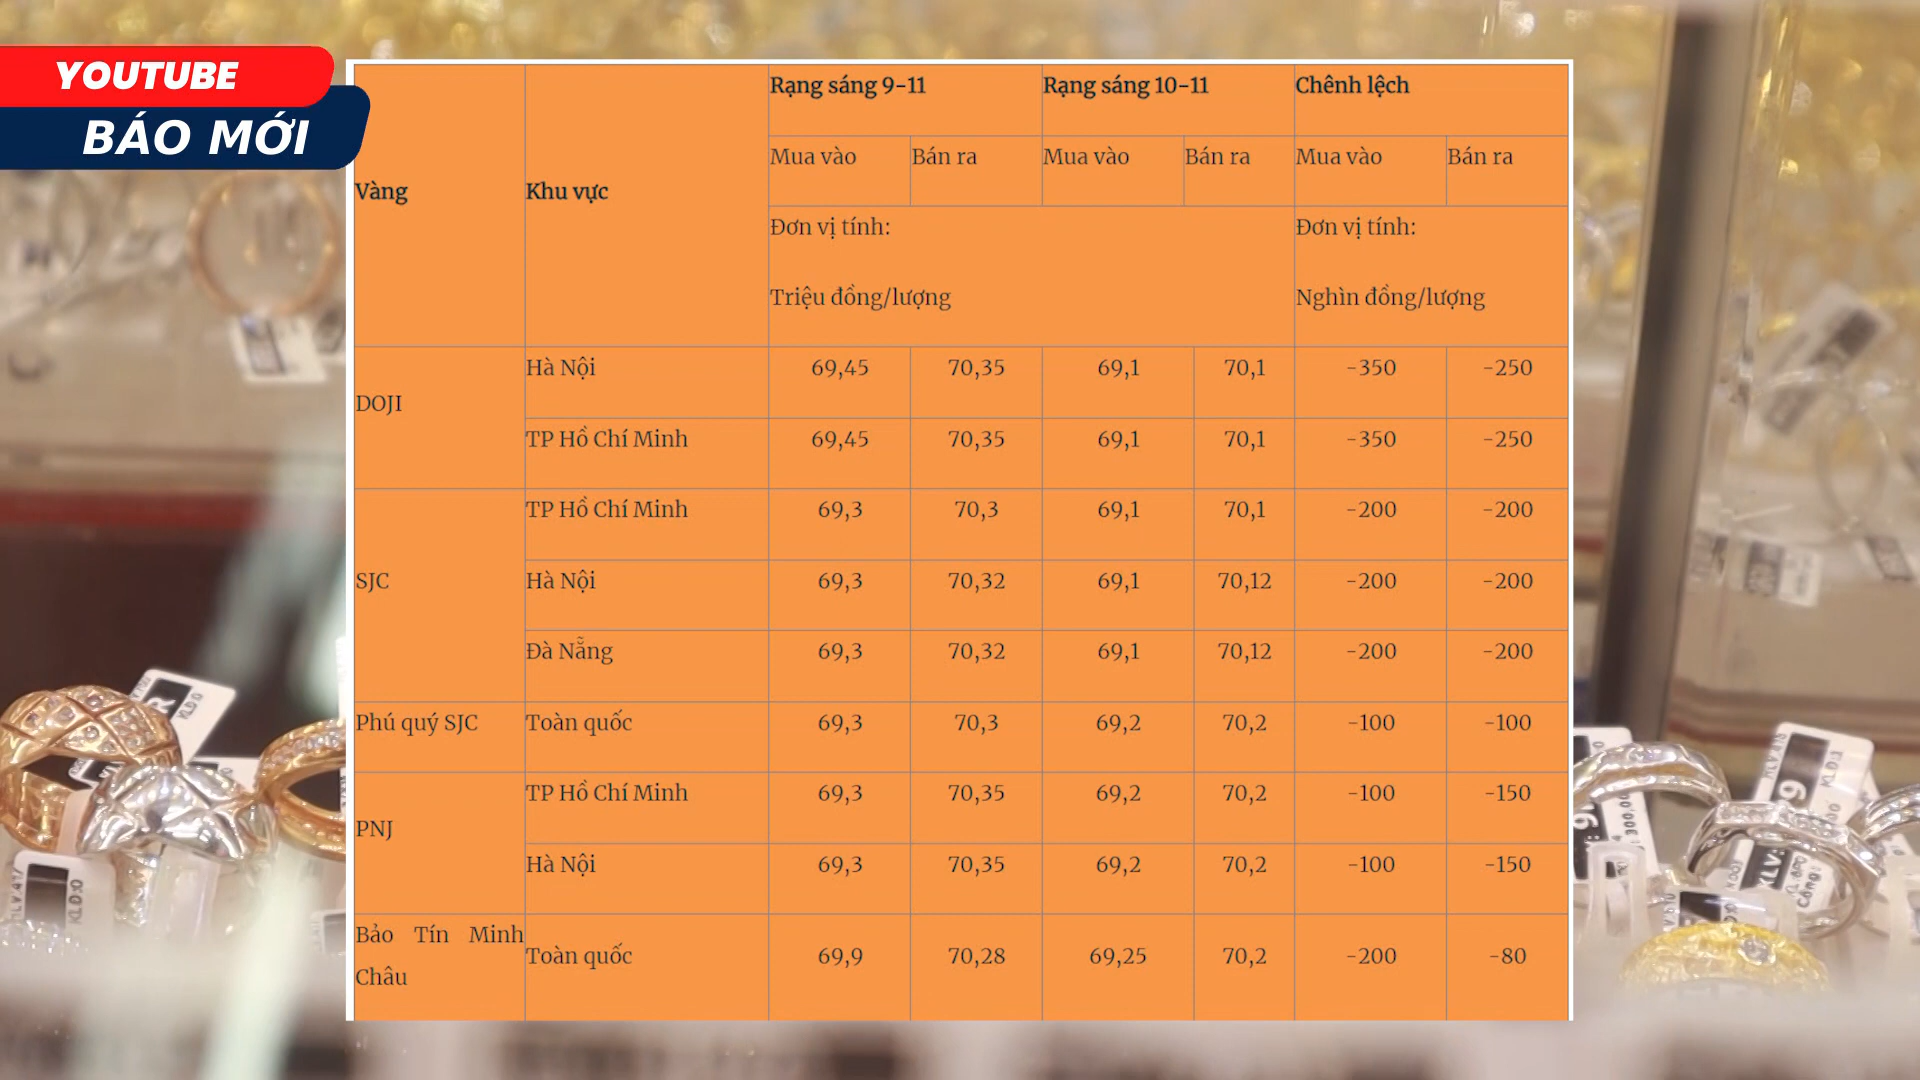 YOUTUBE
BÁO MỚI
Vàng
Khu vực
Rạng sáng 9-11
Rạng sáng 10-11
Chênh lệch
Mua vào
Bán ra
Mua vào
Bán ra
Mua vào
Bán ra
Đơn vị tính:
Triệu đồng/lượng
Đơn vị tính:
Nghìn đồng/lượng
DOJI
Hà Nội 69,45 70,35 69,1 70,1 -350 -250
TP Hồ Chí Minh 69,45 70,35 69,1 70,1 -350 -250
SJC
TP Hồ Chí Minh 69,3 70,3 69,1 70,1 -200 -200
Hà Nội 69,3 70,32 69,1 70,12 -200 -200
Đà Nẵng 69,3 70,32 69,1 70,12 -200 -200
Phú quý SJC Toàn quốc 69,3 70,3 69,2 70,2 -100 -100
PNJ
TP Hồ Chí Minh 69,3 70,35 69,2 70,2 -100 -150
Hà Nội 69,3 70,35 69,2 70,2 -100 -150
Bảo Tín Minh
Châu
Toàn quốc 69,9 70,28 69,25 70,2 -200 -80